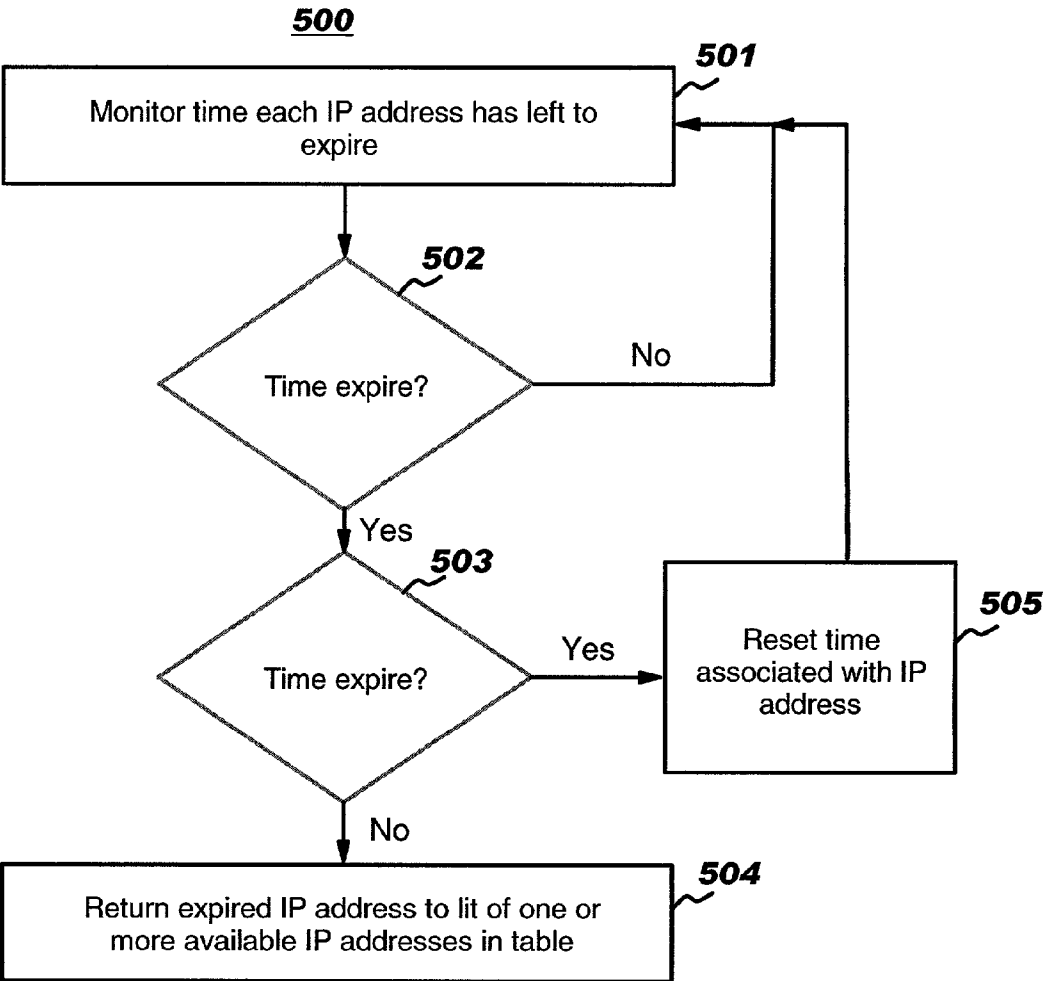 500
501
Monitor time each IP address has left to
expire
502
Time expire?
No
Yes
503
Time expire?
Yes
505
Reset time
associated with IP
address
No
504
Return expired IP address to lit of one or
more available IP addresses in table